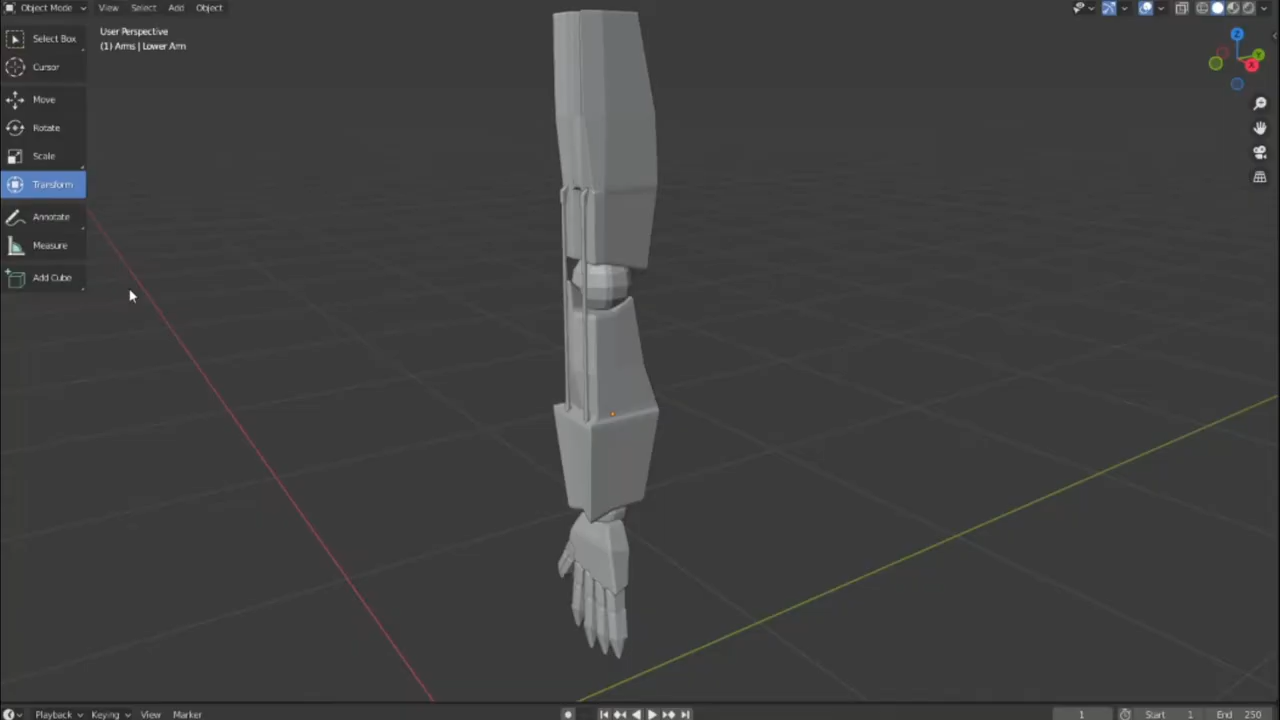 Object Mode View Select Add Object
User Perspective
(1) Arms | Lower Arm
Select Box
Cursor
Move
Rotate
Scale
Transform
Annotate
Measure
Add Cube
Z
Y
X
Playback Keying View Marker 1 Start 1 End 250